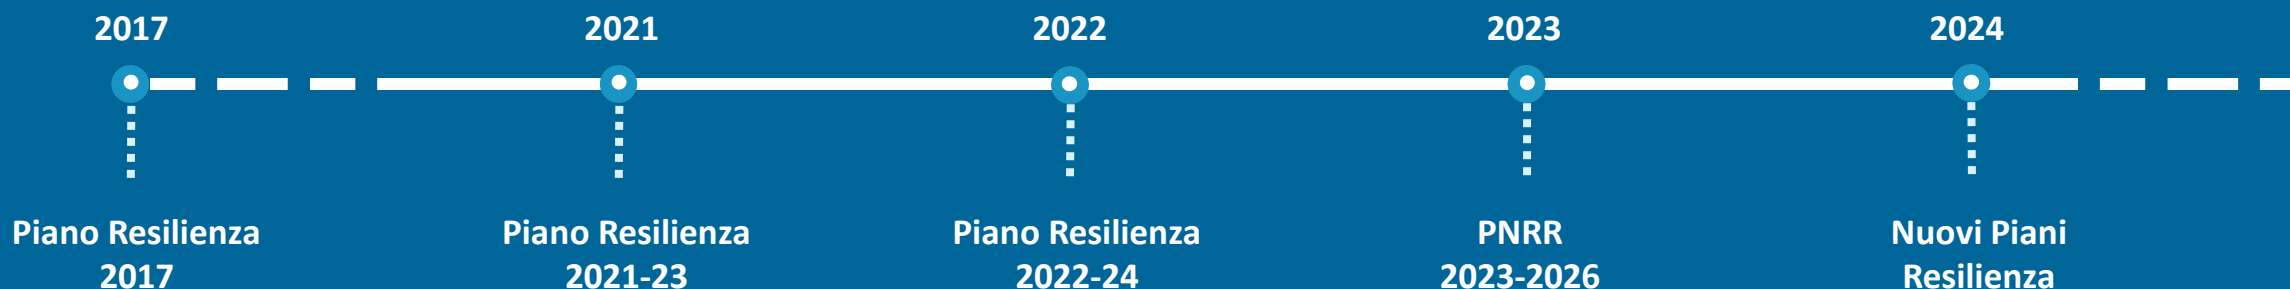 2017
2021
2022
2023
2024
Piano Resilienza
2017
Piano Resilienza
2021-23
Piano Resilienza
2022-24
PNRR
2023-2026
Nuovi Piani
Resilienza